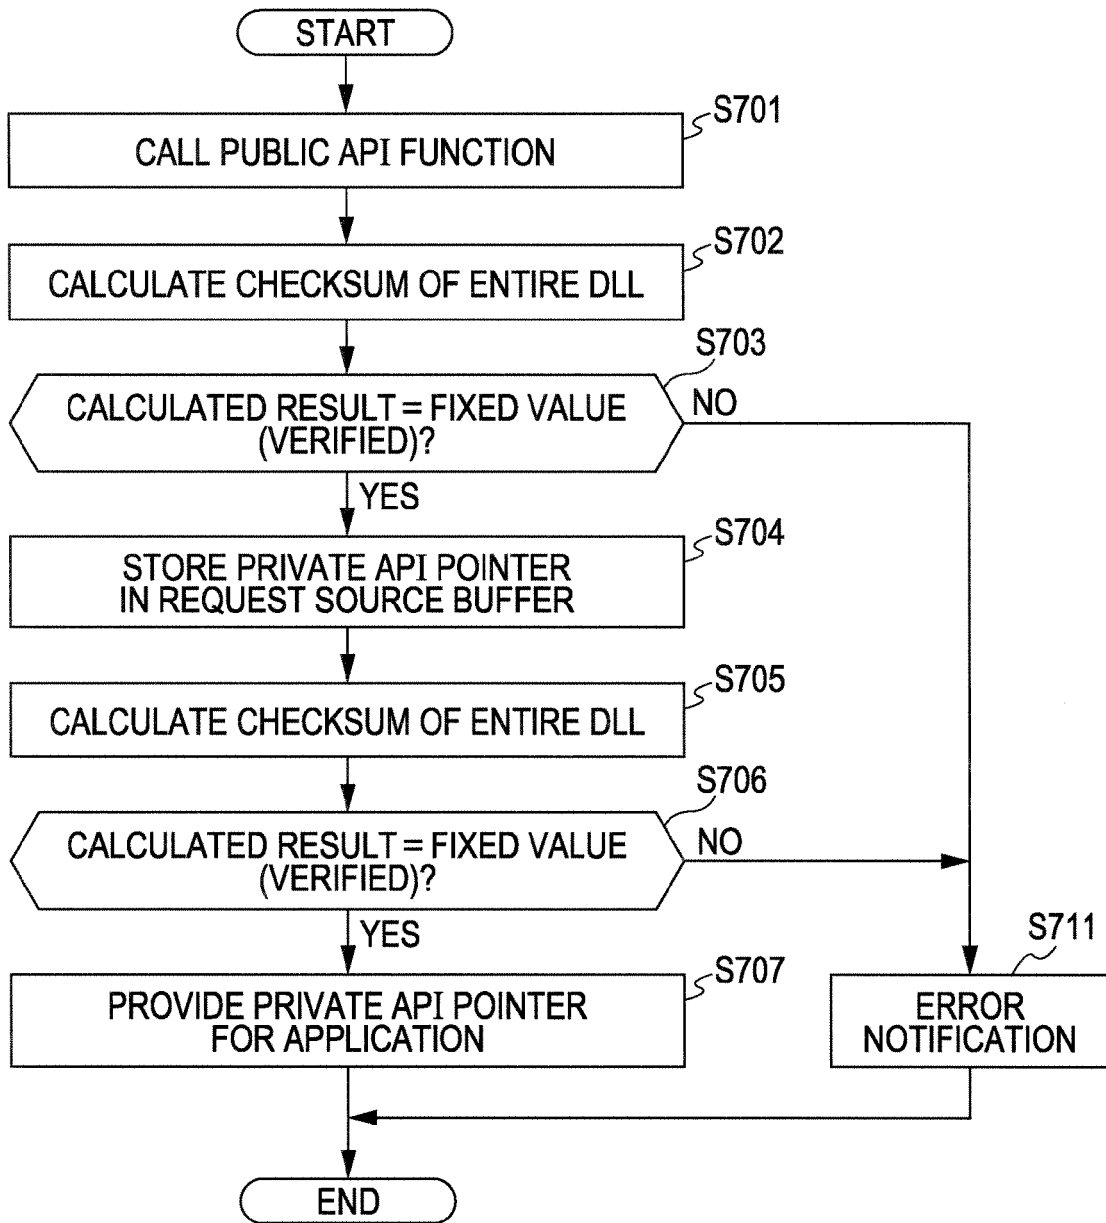 START
S701
CALL PUBLIC API FUNCTION
S702
CALCULATE CHECKSUM OF ENTIRE DLL
S703
CALCULATED RESULT = FIXED VALUE
(VERIFIED)?
NO
YES
S704
STORE PRIVATE API POINTER
IN REQUEST SOURCE BUFFER
S705
CALCULATE CHECKSUM OF ENTIRE DLL
S706
CALCULATED RESULT = FIXED VALUE
(VERIFIED)?
NO
YES
S707
PROVIDE PRIVATE API POINTER
FOR APPLICATION
S711
ERROR
NOTIFICATION
END